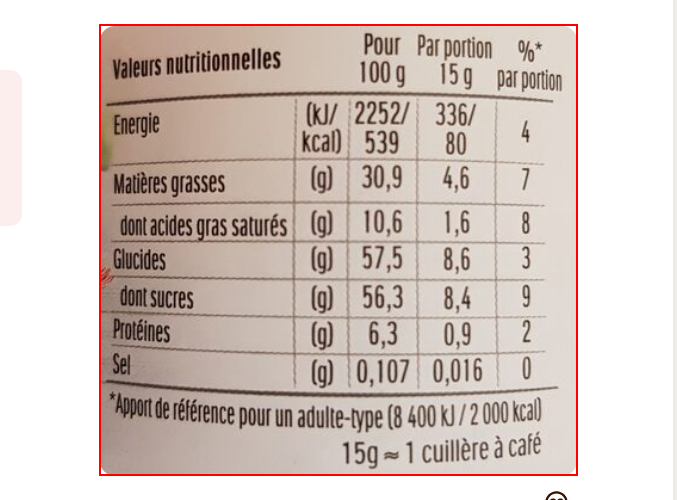 Valeurs nutritionnelles Pour 100 g Par portion 15 g %* par portion
Energie (kJ/ kcal) 2252/ 539 336/ 80 4
Matières grasses (g) 30,9 4,6 7
dont acides gras saturés (g) 10,6 1,6 8
Glucides (g) 57,5 8,6 3
dont sucres (g) 56,3 8,4 9
Protéines (g) 6,3 0,9 2
Sel (g) 0,107 0,016 0
*Apport de référence pour un adulte-type (8 400 kJ / 2 000 kcal)
15g ≈ 1 cuillère à café